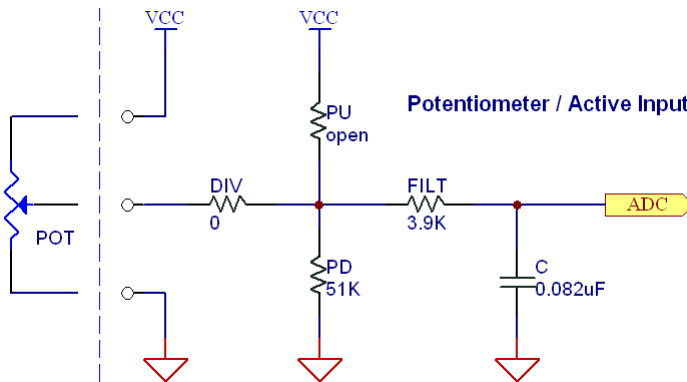 VCC
VCC
Potentiometer / Active Input
PU
open
DIV
0
FILT
3.9K
ADC
POT
PD
51K
C
0.082uF